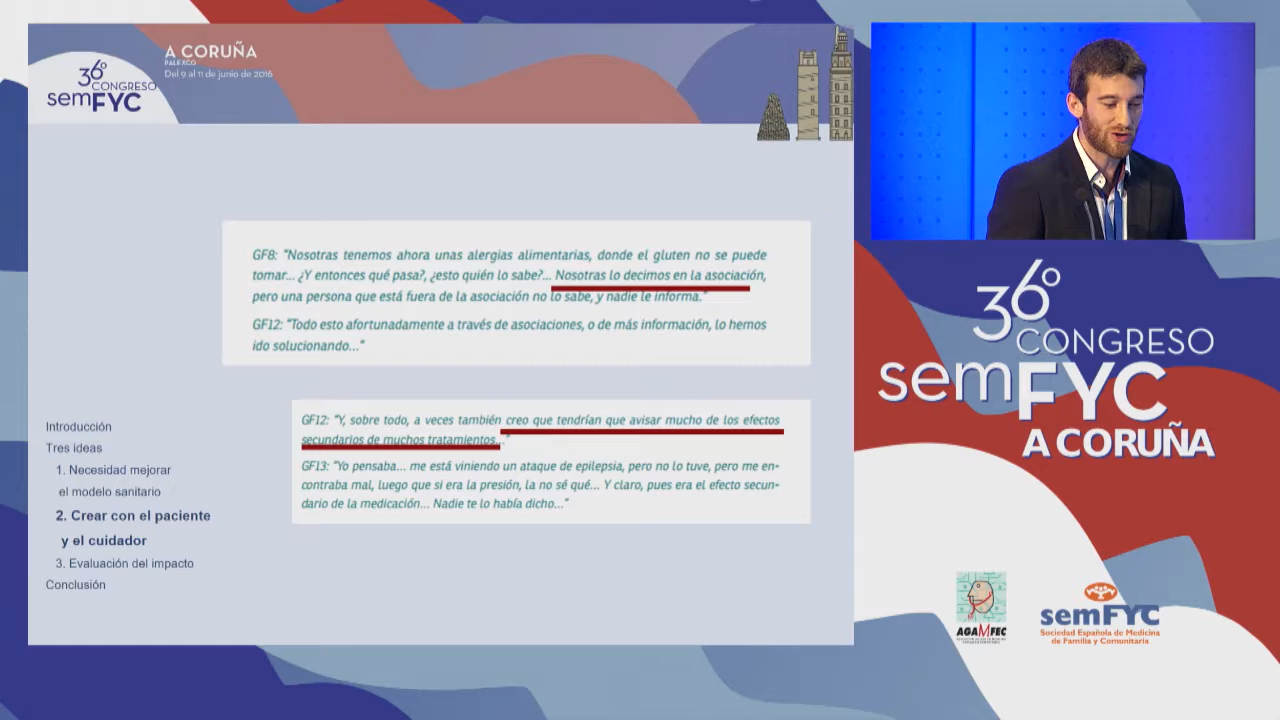 36º
CONGRESO
semFYC
A CORUÑA
PALEXCO
Del 9 al 11 de junio de 2016
GF8: “Nosotras tenemos ahora unas alergias alimentarias, donde el gluten no se puede
tomar... ¿Y entonces qué pasa?, ¿esto quién lo sabe?... Nosotras lo decimos en la asociación,
pero una persona que está fuera de la asociación no lo sabe, y nadie le informa.”
GF12: “Todo esto afortunadamente a través de asociaciones, o de más información, lo hemos
ido solucionando...”
GF12: “Y, sobre todo, a veces también creo que tendrían que avisar mucho de los efectos
secundarios de muchos tratamientos...”
GF13: “Yo pensaba... me está viniendo un ataque de epilepsia, pero no lo tuve, pero me en-
contraba mal, luego que si era la presión, la no sé qué... Y claro, pues era el efecto secun-
dario de la medicación... Nadie te lo había dicho...”
Introducción
Tres ideas
1. Necesidad mejorar
el modelo sanitario
2. Crear con el paciente
y el cuidador
3. Evaluación del impacto
Conclusión
36º
CONGRESO
semFYC
A CORUÑA
AGAMFEC
semFYC
Sociedad Española de Medicina
de Familia y Comunitaria